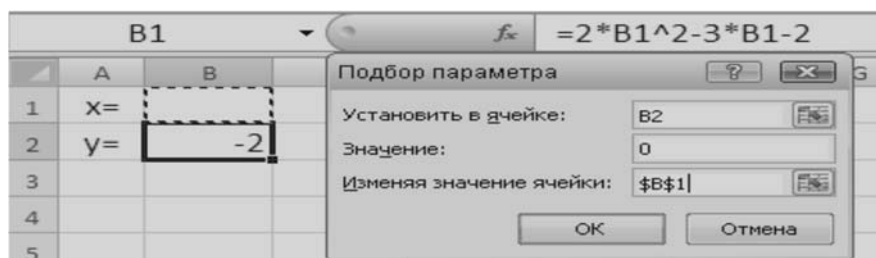 B1 fx =2*B1^2-3*B1-2
A B G
Подбор параметра ?
1 x=
Установить в ячейке: B2
2 y= -2
Значение: 0
3
Изменяя значение ячейки: $B$1
4
ОК Отмена
5